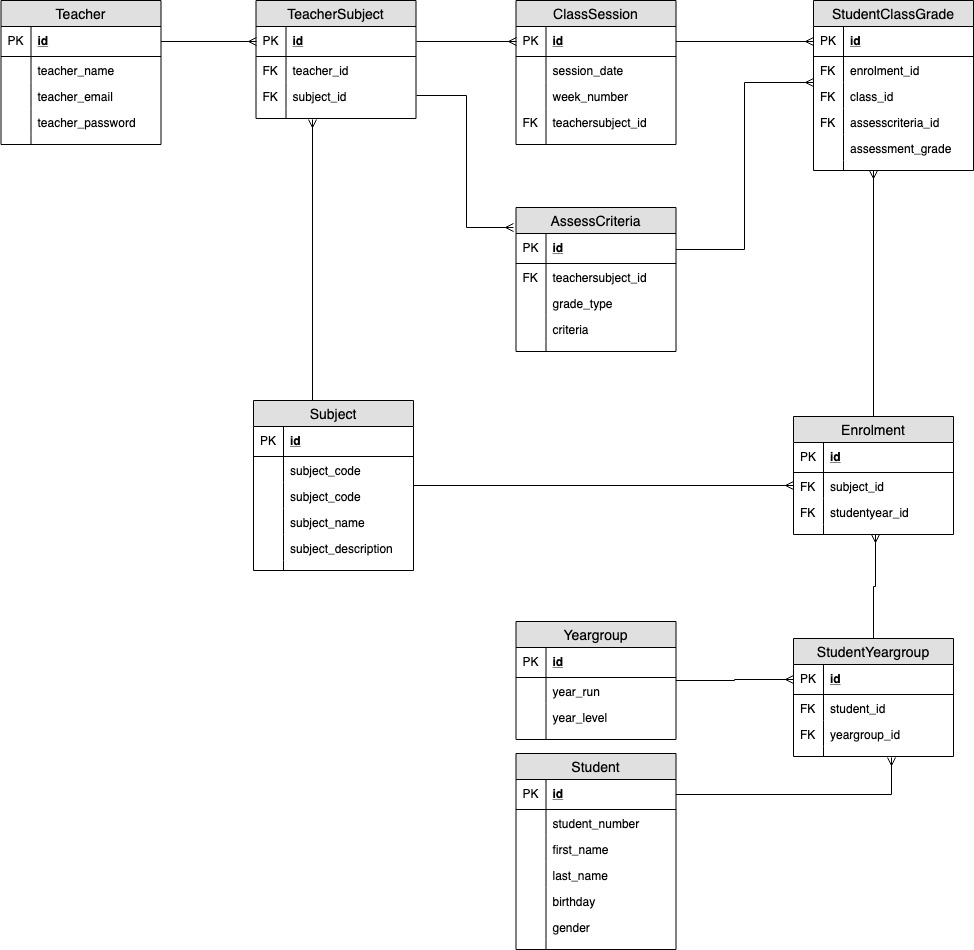 Teacher
PK id
teacher_name
teacher_email
teacher_password
TeacherSubject
PK id
FK teacher_id
FK subject_id
ClassSession
PK id
session_date
week_number
FK teachersubject_id
StudentClassGrade
PK id
FK enrolment_id
FK class_id
FK assesscriteria_id
assessment_grade
AssessCriteria
PK id
FK teachersubject_id
grade_type
criteria
Subject
PK id
subject_code
subject_code
subject_name
subject_description
Enrolment
PK id
FK subject_id
FK studentyear_id
Yeargroup
PK id
year_run
year_level
StudentYeargroup
PK id
FK student_id
FK yeargroup_id
Student
PK id
student_number
first_name
last_name
birthday
gender